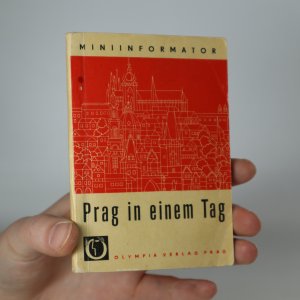 MINIINFORMATOR
Prag in einem Tag
OLYMPIA VERLAG PRAG